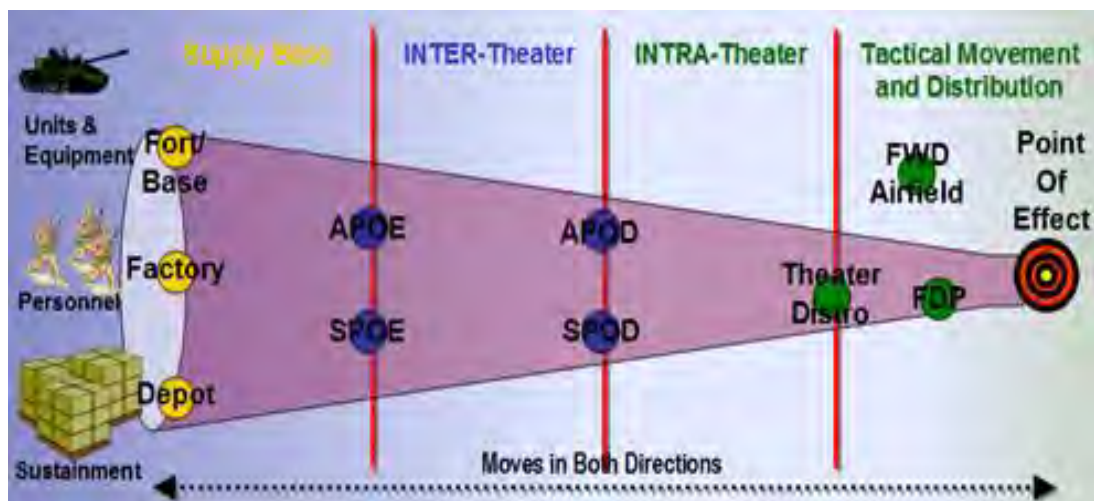 Supply Base
INTER-Theater
INTRA-Theater
Tactical Movement
and Distribution
Units &
Equipment
Fort/
Base
FWD
Airfield
Point
Of
Effect
APOE
APOD
Factory
Personnel
Theater
Distro
FDP
SPOE
SPOD
Depot
Sustainment
Moves in Both Directions